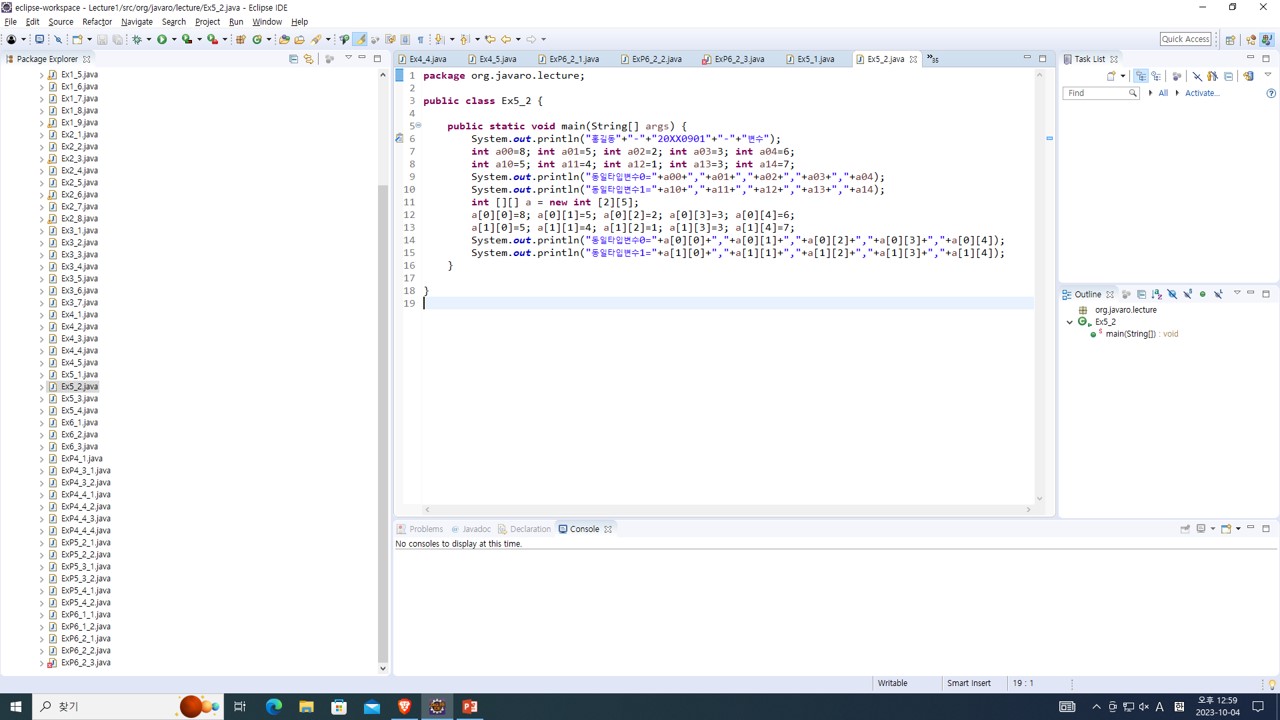 eclipse-workspace - Lecture1/src/org/javaro/lecture/Ex5_2.java - Eclipse IDE
File Edit Source Refactor Navigate Search Project Run Window Help
Quick Access
Package Explorer
Ex1_5.java
Ex1_6.java
Ex1_7.java
Ex1_8.java
Ex1_9.java
Ex2_1.java
Ex2_2.java
Ex2_3.java
Ex2_4.java
Ex2_5.java
Ex2_6.java
Ex2_7.java
Ex2_8.java
Ex3_1.java
Ex3_2.java
Ex3_3.java
Ex3_4.java
Ex3_5.java
Ex3_6.java
Ex3_7.java
Ex4_1.java
Ex4_2.java
Ex4_3.java
Ex4_4.java
Ex4_5.java
Ex5_1.java
Ex5_2.java
Ex5_3.java
Ex5_4.java
Ex6_1.java
Ex6_2.java
Ex6_3.java
ExP4_1.java
ExP4_3_1.java
ExP4_3_2.java
ExP4_4_1.java
ExP4_4_2.java
ExP4_4_3.java
ExP4_4_4.java
ExP5_2_1.java
ExP5_2_2.java
ExP5_3_1.java
ExP5_3_2.java
ExP5_4_1.java
ExP5_4_2.java
ExP6_1_1.java
ExP6_1_2.java
ExP6_2_1.java
ExP6_2_2.java
ExP6_2_3.java
Ex4_4.java Ex4_5.java ExP6_2_1.java ExP6_2_2.java ExP6_2_3.java Ex5_1.java Ex5_2.java »35
1 package org.javaro.lecture;
2
3 public class Ex5_2 {
4
5 public static void main(String[] args) {
6 System.out.println("홍길동"+"-"+"20XX0901"+"-"+"변수");
7 int a00=8; int a01=5; int a02=2; int a03=3; int a04=6;
8 int a10=5; int a11=4; int a12=1; int a13=3; int a14=7;
9 System.out.println("동일타입변수0="+a00+","+a01+","+a02+","+a03+","+a04);
10 System.out.println("동일타입변수1="+a10+","+a11+","+a12+","+a13+","+a14);
11 int [][] a = new int [2][5];
12 a[0][0]=8; a[0][1]=5; a[0][2]=2; a[0][3]=3; a[0][4]=6;
13 a[1][0]=5; a[1][1]=4; a[1][2]=1; a[1][3]=3; a[1][4]=7;
14 System.out.println("동일타입변수0="+a[0][0]+","+a[0][1]+","+a[0][2]+","+a[0][3]+","+a[0][4]);
15 System.out.println("동일타입변수1="+a[1][0]+","+a[1][1]+","+a[1][2]+","+a[1][3]+","+a[1][4]);
16 }
17
18 }
19
Problems Javadoc Declaration Console
No consoles to display at this time.
Task List
Find All Activate...
Outline
org.javaro.lecture
Ex5_2
main(String[]) : void
Writable Smart Insert 19 : 1
찾기
A 오후 12:59
2023-10-04